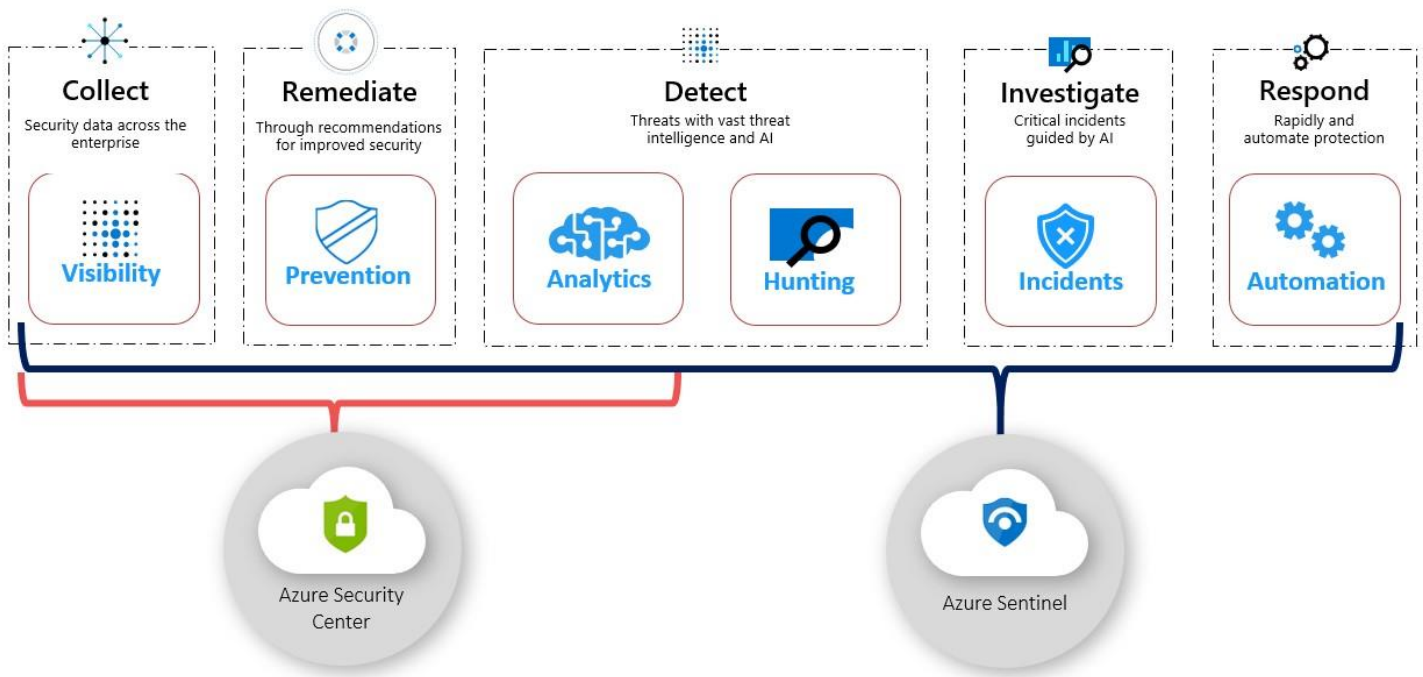 Collect
Security data across the
enterprise
Visibility
Remediate
Through recommendations
for improved security
Prevention
Detect
Threats with vast threat
intelligence and AI
Analytics
Hunting
Investigate
Critical incidents
guided by AI
Incidents
Respond
Rapidly and
automate protection
Automation
Azure Security
Center
Azure Sentinel